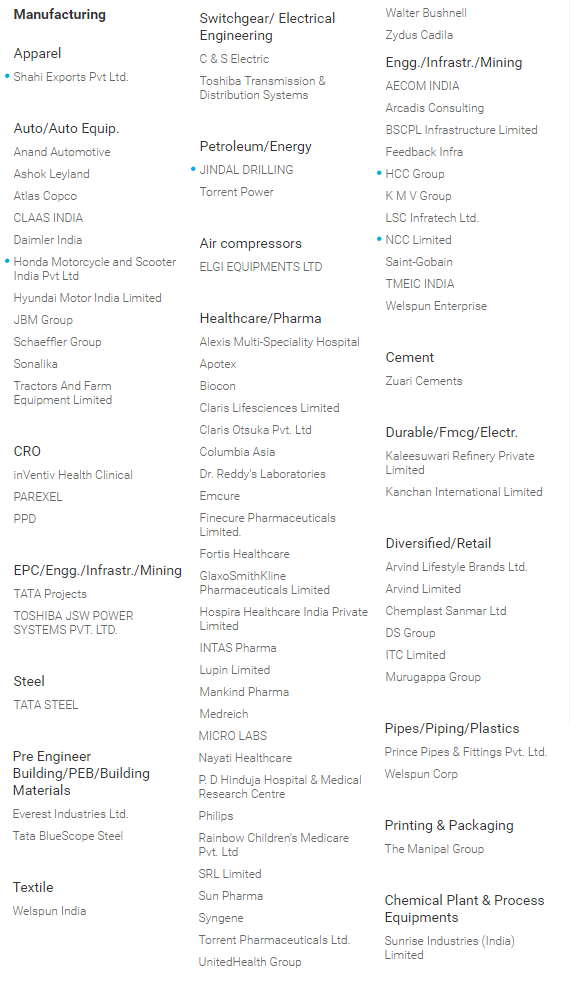 Manufacturing
Apparel
Shahi Exports Pvt Ltd.
Auto/Auto Equip.
Anand Automotive
Ashok Leyland
Atlas Copco
CLAAS INDIA
Daimler India
Honda Motorcycle and Scooter
India Pvt Ltd
Hyundai Motor India Limited
JBM Group
Schaeffler Group
Sonalika
Tractors And Farm
Equipment Limited
CRO
inVentiv Health Clinical
PAREXEL
PPD
EPC/Engg./Infrastr./Mining
TATA Projects
TOSHIBA JSW POWER
SYSTEMS PVT. LTD.
Steel
TATA STEEL
Pre Engineer
Building/PEB/Building
Materials
Everest Industries Ltd.
Tata BlueScope Steel
Textile
Welspun India
Switchgear/ Electrical
Engineering
C & S Electric
Toshiba Transmission &
Distribution Systems
Petroleum/Energy
JINDAL DRILLING
Torrent Power
Air compressors
ELGI EQUIPMENTS LTD
Healthcare/Pharma
Alexis Multi-Speciality Hospital
Apotex
Biocon
Claris Lifesciences Limited
Claris Otsuka Pvt. Ltd
Columbia Asia
Dr. Reddy's Laboratories
Emcure
Finecure Pharmaceuticals
Limited.
Fortis Healthcare
GlaxoSmithKline
Pharmaceuticals Limited
Hospira Healthcare India Private
Limited
INTAS Pharma
Lupin Limited
Mankind Pharma
Medreich
MICRO LABS
Nayati Healthcare
P. D Hinduja Hospital & Medical
Research Centre
Philips
Rainbow Children's Medicare
Pvt. Ltd
SRL Limited
Sun Pharma
Syngene
Torrent Pharmaceuticals Ltd.
UnitedHealth Group
Walter Bushnell
Zydus Cadila
Engg./Infrastr./Mining
AECOM INDIA
Arcadis Consulting
BSCPL Infrastructure Limited
Feedback Infra
HCC Group
K M V Group
LSC Infratech Ltd.
NCC Limited
Saint-Gobain
TMEIC INDIA
Welspun Enterprise
Cement
Zuari Cements
Durable/Fmcg/Electr.
Kaleesuwari Refinery Private
Limited
Kanchan International Limited
Diversified/Retail
Arvind Lifestyle Brands Ltd.
Arvind Limited
Chemplast Sanmar Ltd
DS Group
ITC Limited
Murugappa Group
Pipes/Piping/Plastics
Prince Pipes & Fittings Pvt. Ltd.
Welspun Corp
Printing & Packaging
The Manipal Group
Chemical Plant & Process
Equipments
Sunrise Industries (India)
Limited